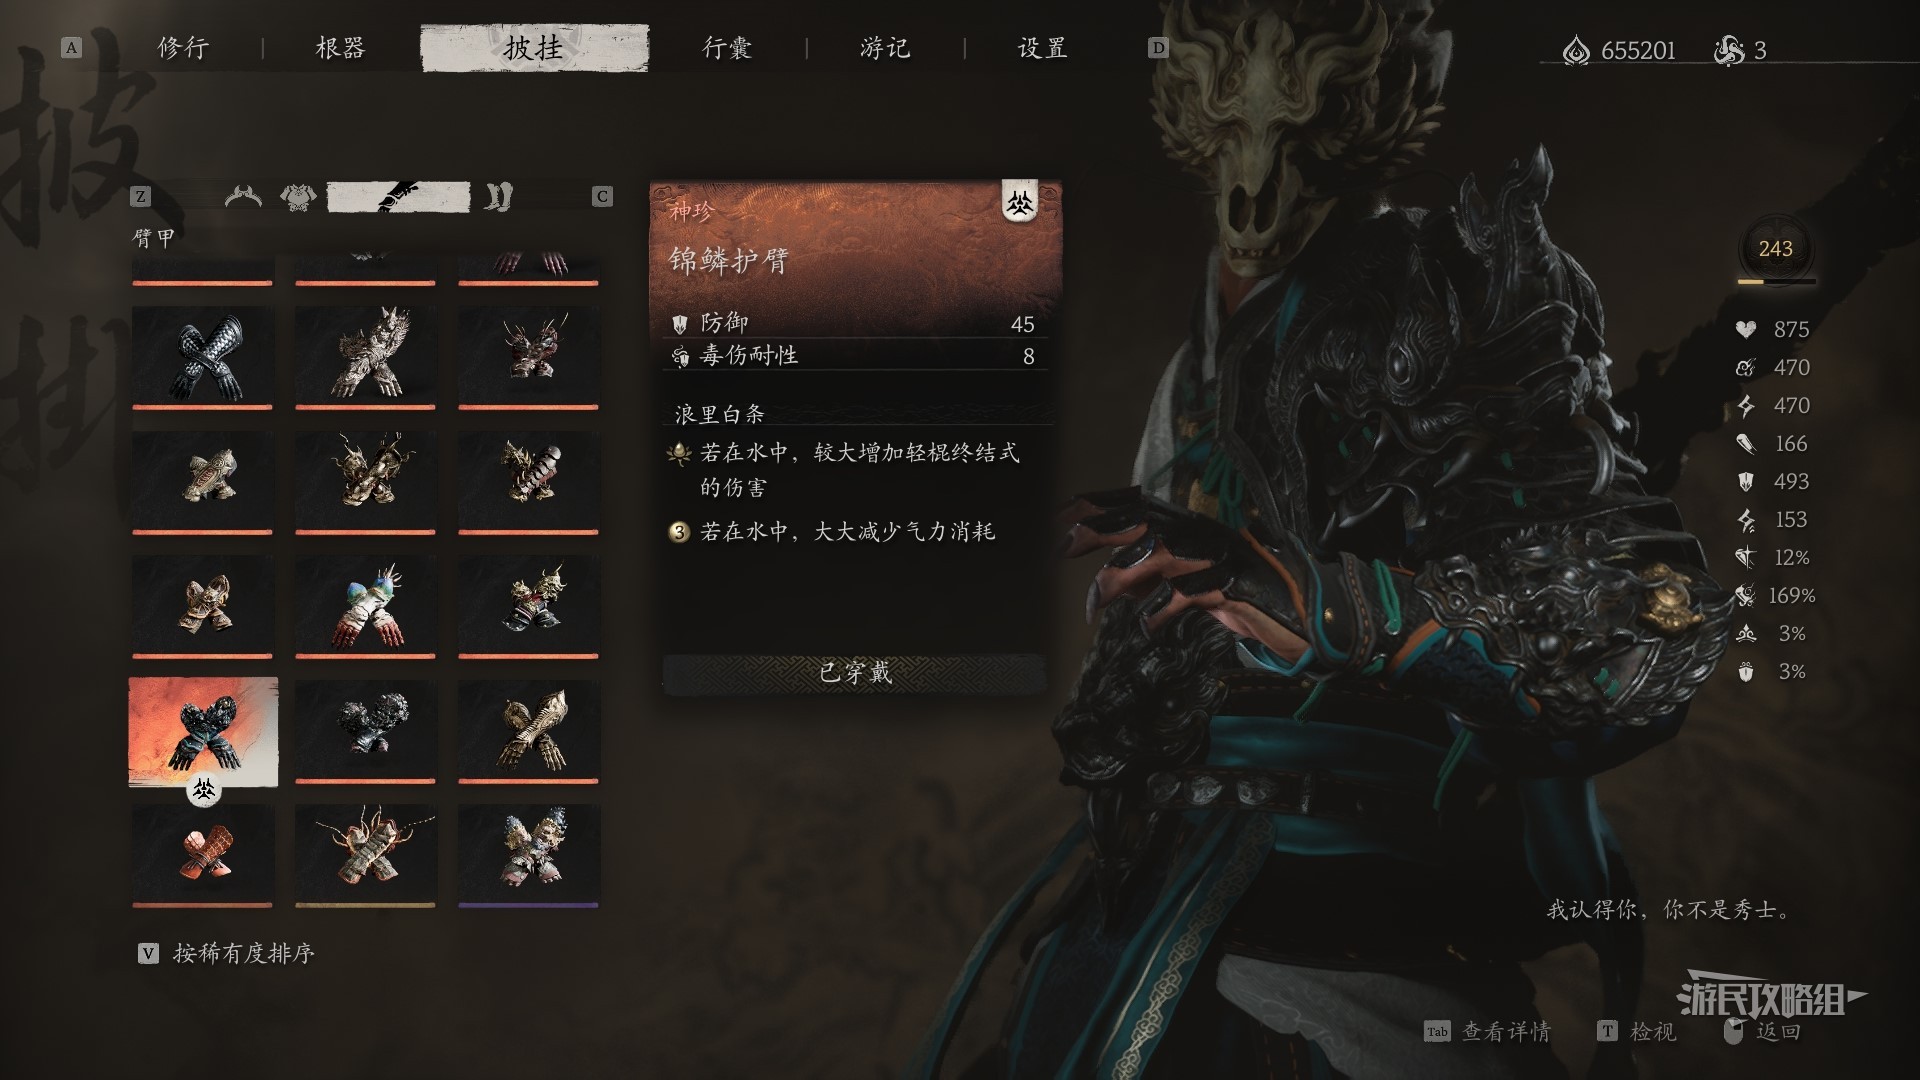 A 修行 根器 披挂 行囊 游记 设置 D
655201 3
披挂
Z C
臂甲
神珍
锦鳞护臂
防御 45
毒伤耐性 8
浪里白条
若在水中，较大增加轻棍终结式
的伤害
3 若在水中，大大减少气力消耗
已穿戴
243
875
470
470
166
493
153
12%
169%
3%
3%
我认得你，你不是秀士。
V 按稀有度排序
游民攻略组
Tab 查看详情 T 检视 返回